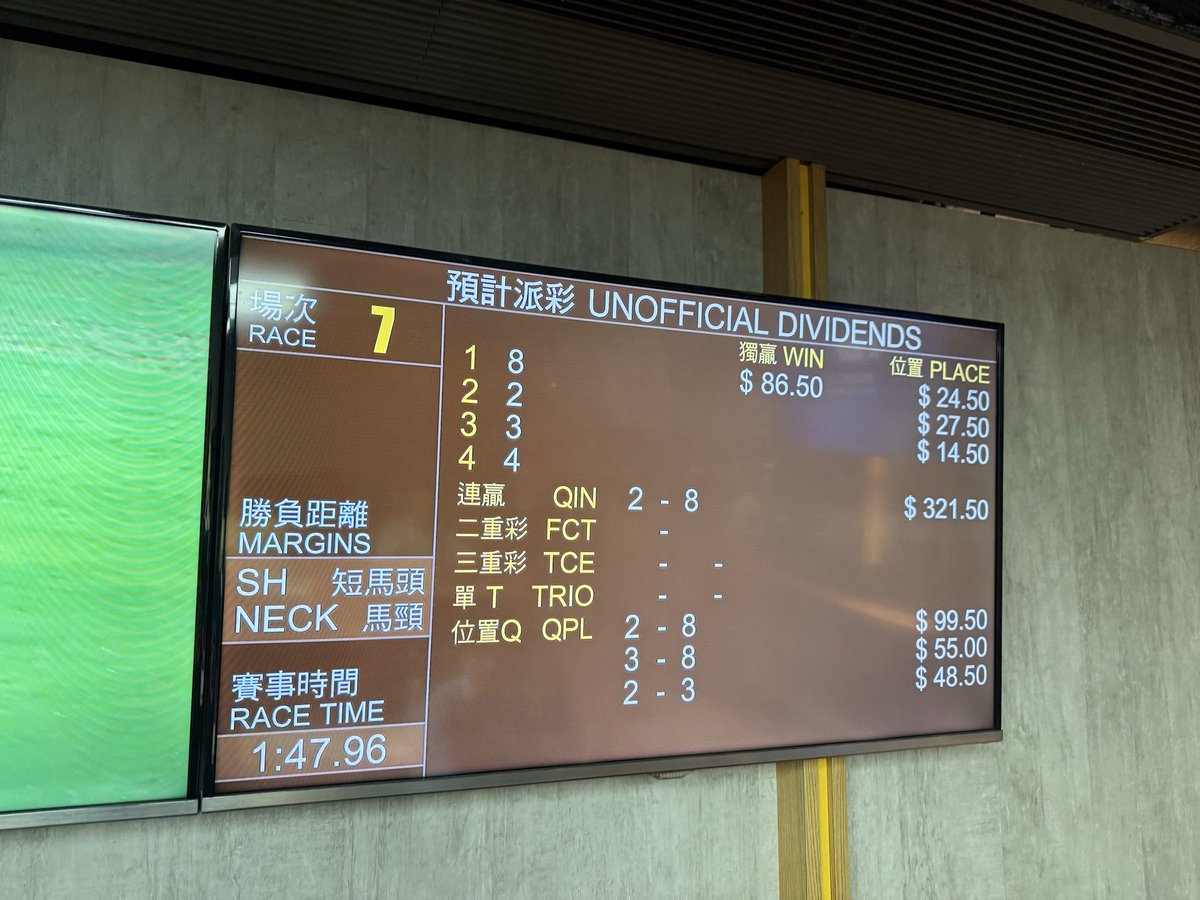 預計派彩 UNOFFICIAL DIVIDENDS
場次
RACE 7
獨贏 WIN 位置 PLACE
1 8 $ 86.50 $ 24.50
2 2 $ 27.50
3 3 $ 14.50
4 4
連贏 QIN 2 - 8 $ 321.50
二重彩 FCT -
三重彩 TCE - -
單 T TRIO - -
位置Q QPL 2 - 8 $ 99.50
3 - 8 $ 55.00
2 - 3 $ 48.50
勝負距離
MARGINS
SH 短馬頭
NECK 馬頸
賽事時間
RACE TIME
1:47.96
SAMSUNG